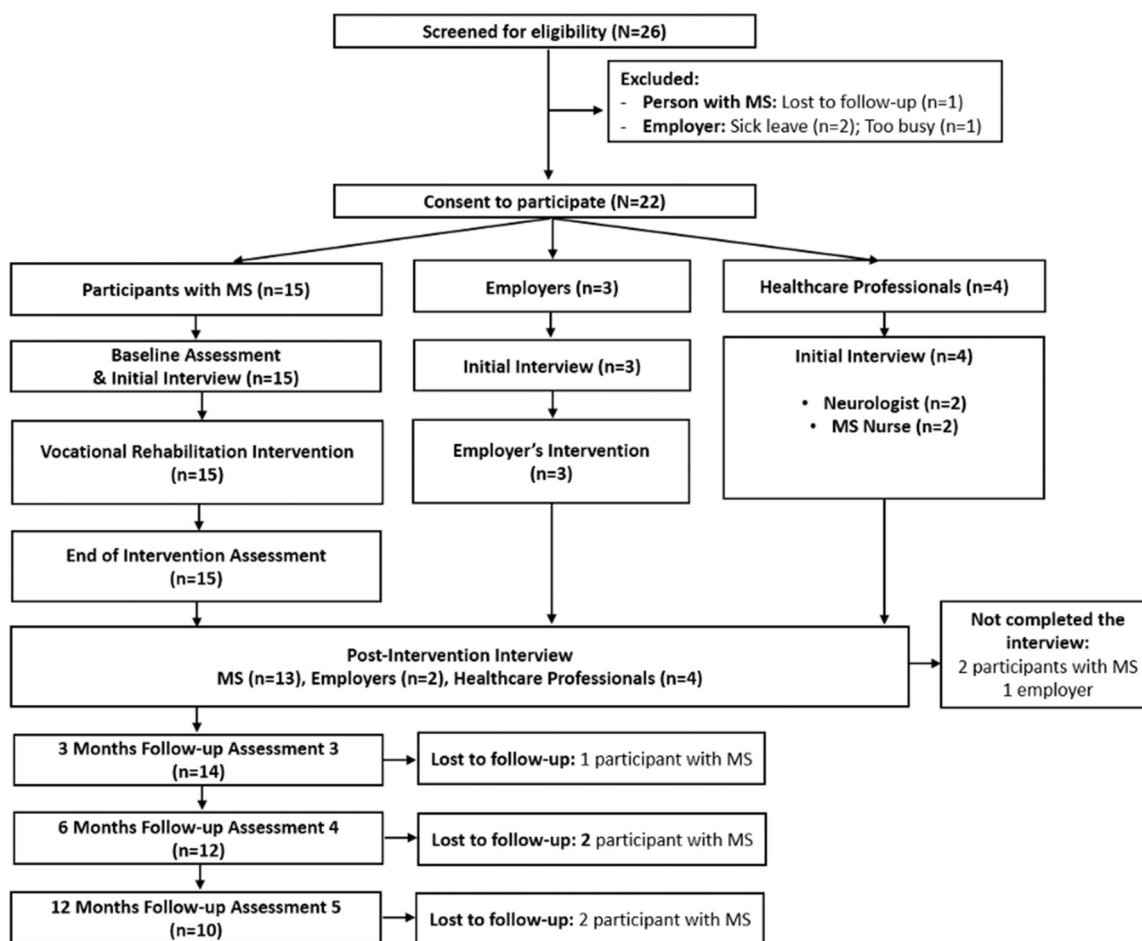 Screened for eligibility (N=26)
Excluded:
- Person with MS: Lost to follow-up (n=1)
- Employer: Sick leave (n=2); Too busy (n=1)
Consent to participate (N=22)
Participants with MS (n=15)
Employers (n=3)
Healthcare Professionals (n=4)
Baseline Assessment
& Initial Interview (n=15)
Initial Interview (n=3)
Initial Interview (n=4)
• Neurologist (n=2)
• MS Nurse (n=2)
Vocational Rehabilitation Intervention
(n=15)
Employer's Intervention
(n=3)
End of Intervention Assessment
(n=15)
Post-Intervention Interview
MS (n=13), Employers (n=2), Healthcare Professionals (n=4)
Not completed the
interview:
2 participants with MS
1 employer
3 Months Follow-up Assessment 3
(n=14)
Lost to follow-up: 1 participant with MS
6 Months Follow-up Assessment 4
(n=12)
Lost to follow-up: 2 participant with MS
12 Months Follow-up Assessment 5
(n=10)
Lost to follow-up: 2 participant with MS